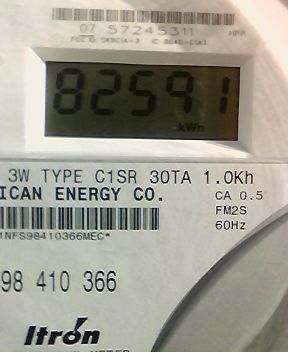 07 57245311
82591
kWh
3W TYPE C1SR 30TA 1.0Kh
ICAN ENERGY CO.
CA 0.5
FM2S
60Hz
1NFS98410366MEC*
98 410 366
Itron